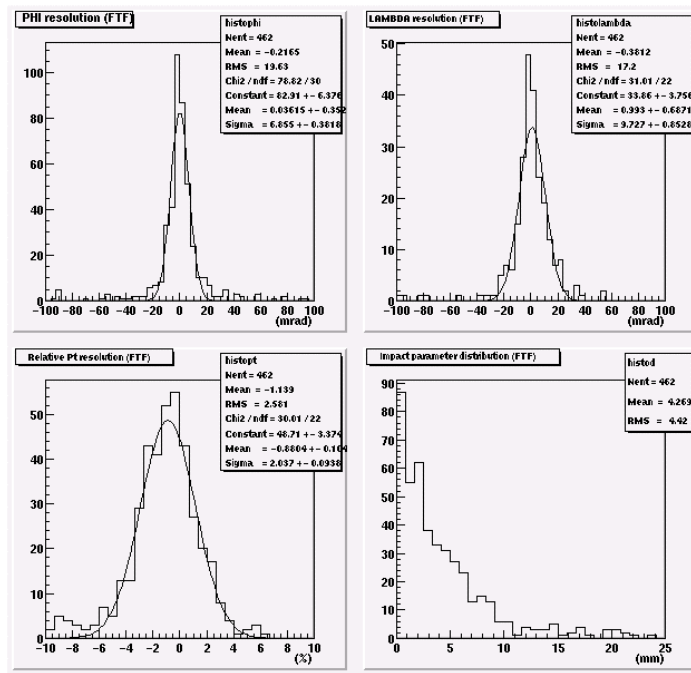 PHI resolution (FTF)
histophi
Nent = 462
Mean = -0.2165
RMS = 19.63
Chi2 / ndf = 78.82 / 30
Constant = 82.91 +- 6.376
Mean = 0.03615 +- 0.352
Sigma = 6.855 +- 0.3818
100
80
60
40
20
0
-100 -80 -60 -40 -20 0 20 40 60 80 100
(mrad)
LAMBDA resolution (FTF)
histolambda
Nent = 462
Mean = -0.3812
RMS = 17.2
Chi2 / ndf = 31.01 / 22
Constant = 33.86 +- 3.756
Mean = 0.993 +- 0.6871
Sigma = 9.727 +- 0.8528
50
40
30
20
10
0
-100 -80 -60 -40 -20 0 20 40 60 80 100
(mrad)
Relative Pt resolution (FTF)
histopt
Nent = 462
Mean = -1.139
RMS = 2.581
Chi2 / ndf = 30.01 / 22
Constant = 48.71 +- 3.374
Mean = -0.8804 +- 0.104
Sigma = 2.037 +- 0.0938
50
40
30
20
10
0
-10 -8 -6 -4 -2 0 2 4 6 8 10
(%)
Impact parameter distribution (FTF)
histod
Nent = 462
Mean = 4.269
RMS = 4.42
90
80
70
60
50
40
30
20
10
0
0 5 10 15 20 25
(mm)